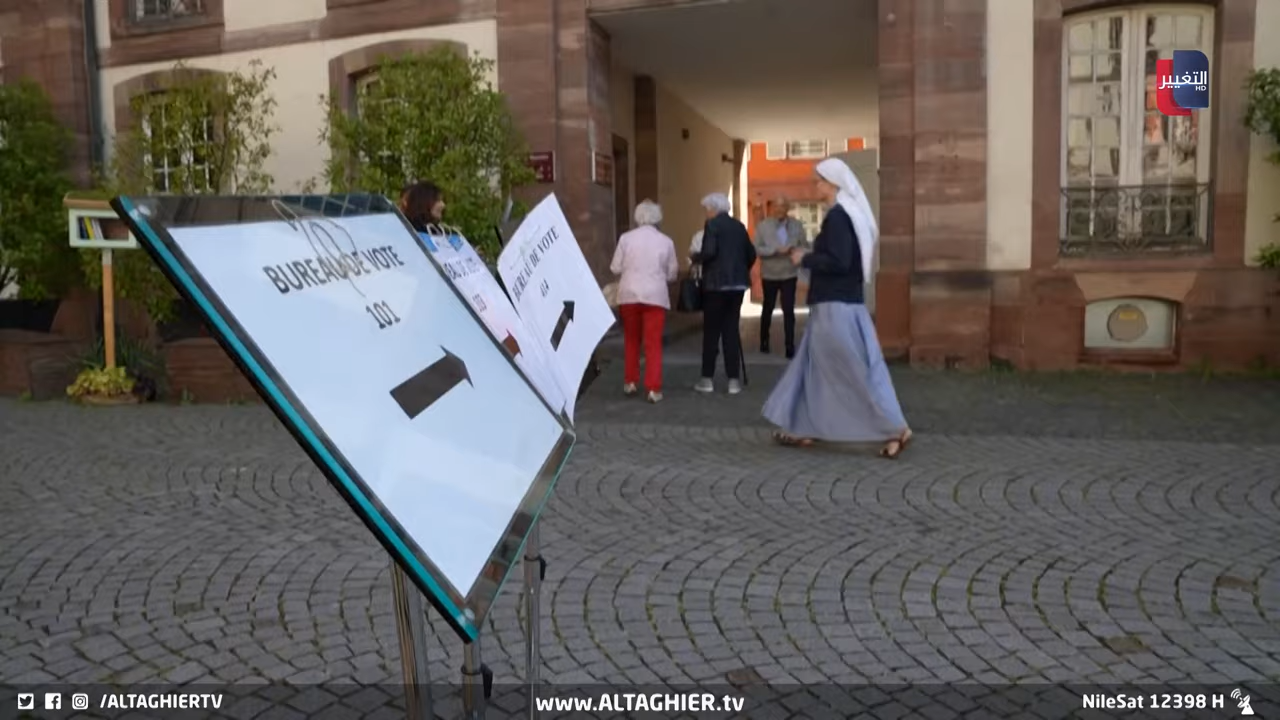 التغيير
HD
BUREAU DE VOTE
101
BUREAU DE VOTE
/ALTAGHIERTV
www.ALTAGHIER.tv
NileSat 12398 H